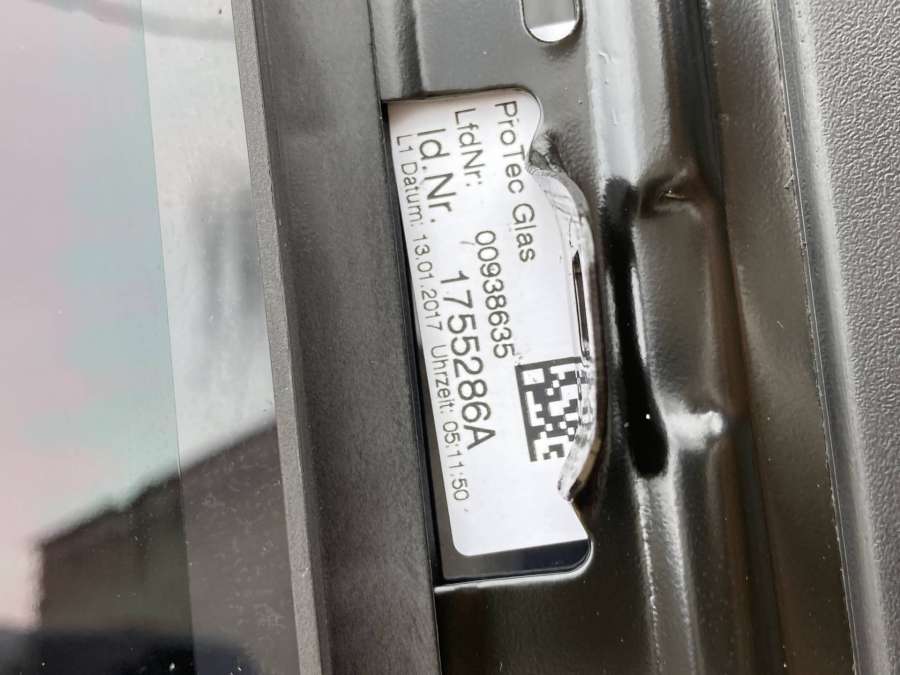 ProTec Glas
LfdNr: 00938635
Id.Nr. 1755286A
L1 Datum: 13.01.2017 Uhrzeit: 05:11:50